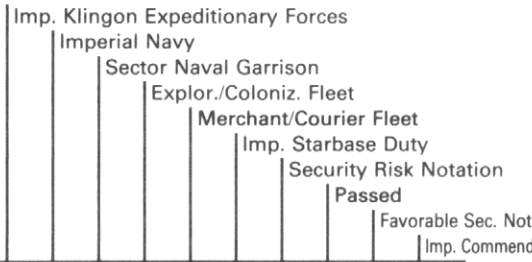 Imp. Klingon Expeditionary Forces
Imperial Navy
Sector Naval Garrison
Explor./Coloniz. Fleet
Merchant/Courier Fleet
Imp. Starbase Duty
Security Risk Notation
Passed
Favorable Sec. Not
Imp. Commend